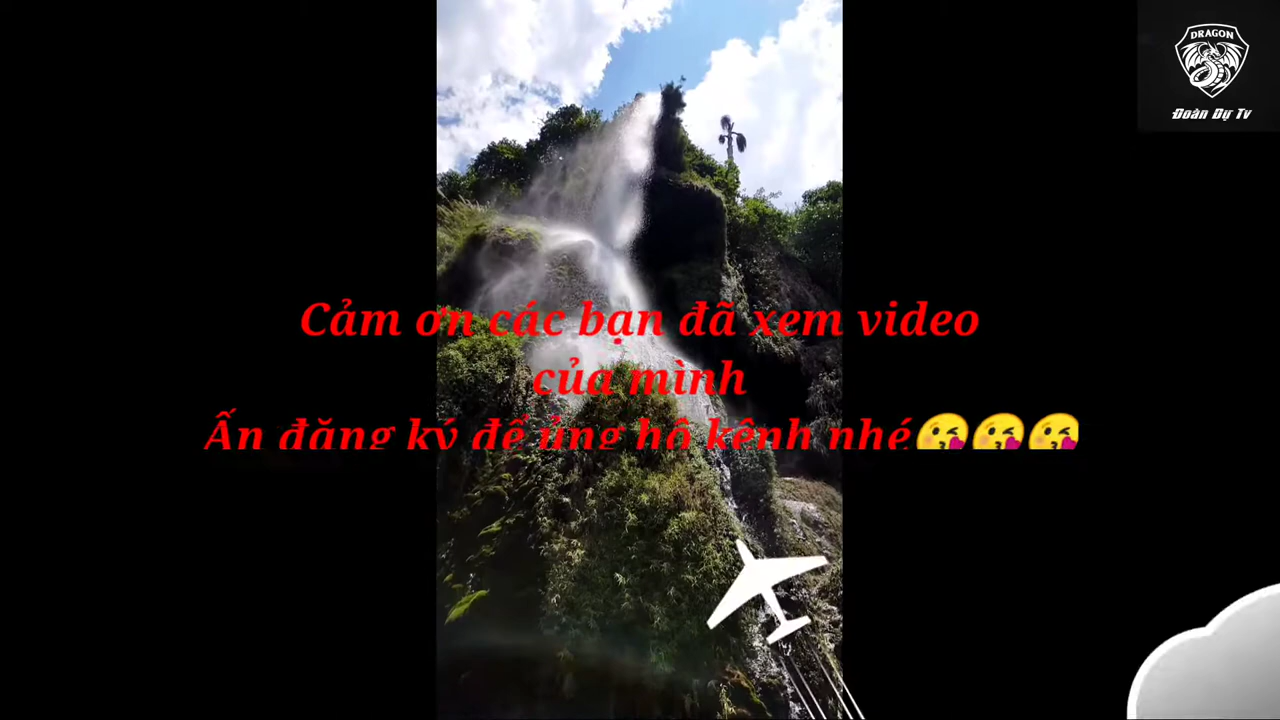 DRAGON
Đoàn Dự Tv
Cảm ơn các bạn đã xem video
của mình
Ấn đăng ký để ủng hộ kênh nhé😘😘😘